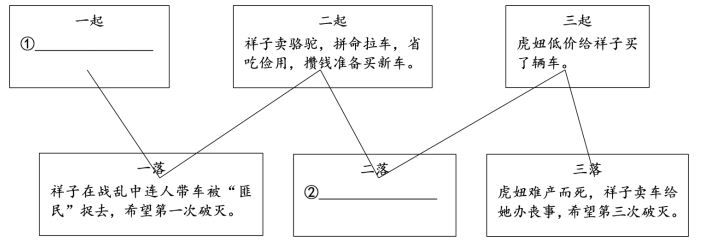 一起
①
二起
祥子卖骆驼，拼命拉车，省
吃俭用，攒钱准备买新车。
三起
虎妞低价给祥子买
了辆车。
一落
祥子在战乱中连人带车被“匪
民”捉去，希望第一次破灭。
二落
②
三落
虎妞难产而死，祥子卖车给
她办丧事，希望第三次破灭。